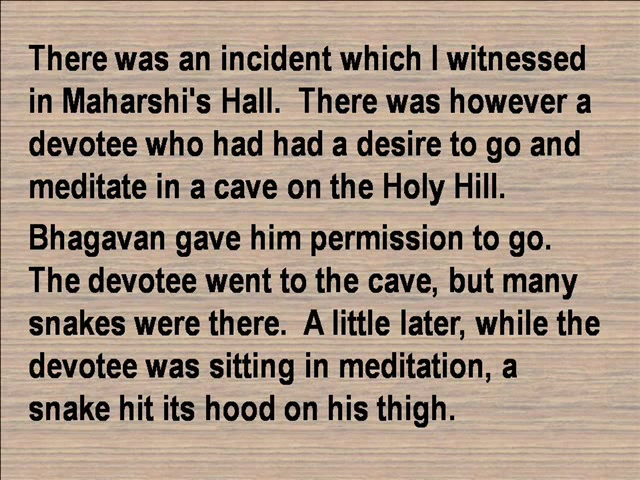 There was an incident which I witnessed
in Maharshi's Hall.  There was however a
devotee who had had a desire to go and
meditate in a cave on the Holy Hill.
Bhagavan gave him permission to go.
The devotee went to the cave, but many
snakes were there.  A little later, while the
devotee was sitting in meditation, a
snake hit its hood on his thigh.